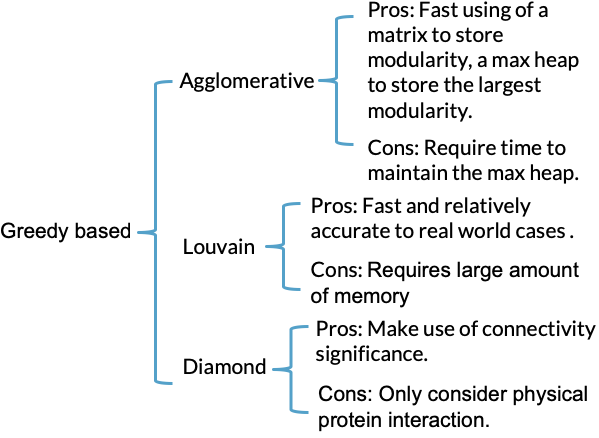 Pros: Fast using of a
matrix to store
modularity, a max heap
to store the largest
modularity.
Agglomerative
Cons: Require time to
maintain the max heap.
Greedy based
Pros: Fast and relatively
accurate to real world cases .
Louvain
Cons: Requires large amount
of memory
Pros: Make use of connectivity
significance.
Diamond
Cons: Only consider physical
protein interaction.